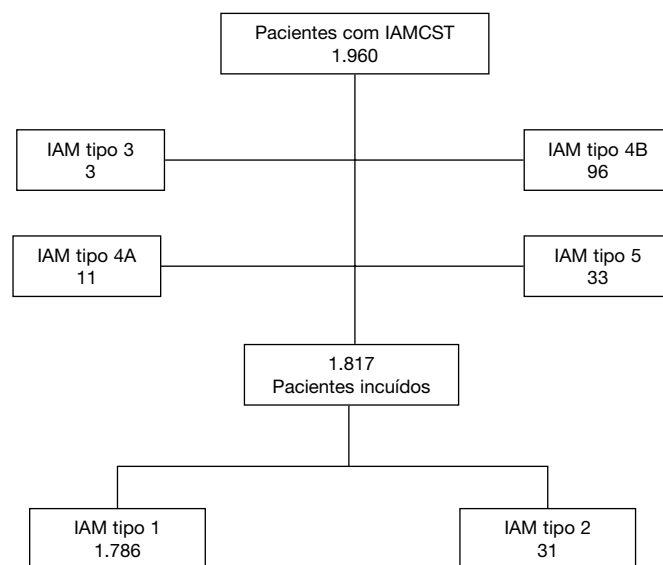 Pacientes com IAMCST
1.960
IAM tipo 3
3
IAM tipo 4B
96
IAM tipo 4A
11
IAM tipo 5
33
1.817
Pacientes incuídos
IAM tipo 1
1.786
IAM tipo 2
31